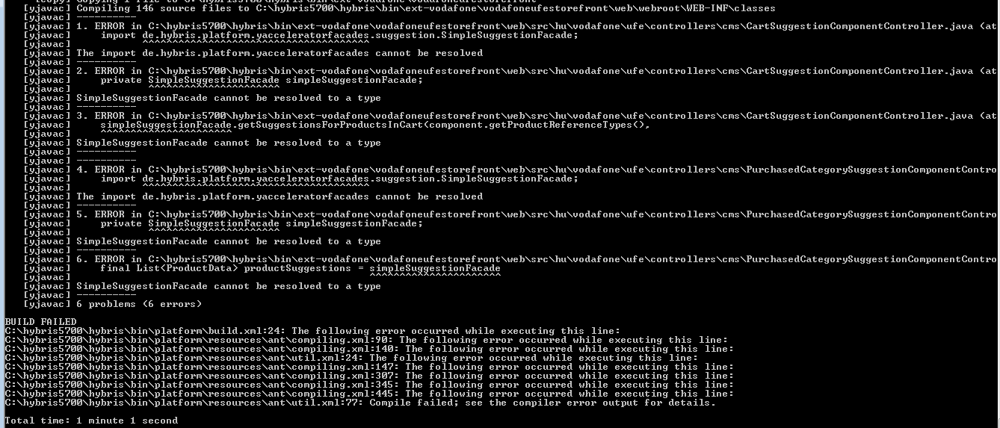 [yjavac] Compiling 146 source files to C:\hybris5700\hybris\bin\ext-vodafone\vodafoneufestorefront\web\webroot\WEB-INF\classes
[yjavac] ----------
[yjavac] 1. ERROR in C:\hybris5700\hybris\bin\ext-vodafone\vodafoneufestorefront\web\src\hu\vodafone\ufe\controllers\cms\CartSuggestionComponentController.java (at
[yjavac]     import de.hybris.platform.yacceleratorfacades.suggestion.SimpleSuggestionFacade;
[yjavac]            ^^^^^^^^^^^^^^^^^^^^^^^^^^^^^^^^^^^^^^
[yjavac] The import de.hybris.platform.yacceleratorfacades cannot be resolved
[yjavac] ----------
[yjavac] 2. ERROR in C:\hybris5700\hybris\bin\ext-vodafone\vodafoneufestorefront\web\src\hu\vodafone\ufe\controllers\cms\CartSuggestionComponentController.java (at
[yjavac]     private SimpleSuggestionFacade simpleSuggestionFacade;
[yjavac]             ^^^^^^^^^^^^^^^^^^^^^^
[yjavac] SimpleSuggestionFacade cannot be resolved to a type
[yjavac] ----------
[yjavac] 3. ERROR in C:\hybris5700\hybris\bin\ext-vodafone\vodafoneufestorefront\web\src\hu\vodafone\ufe\controllers\cms\CartSuggestionComponentController.java (at
[yjavac]     simpleSuggestionFacade.getSuggestionsForProductsInCart(component.getProductReferenceTypes(),
[yjavac]     ^^^^^^^^^^^^^^^^^^^^^^
[yjavac] SimpleSuggestionFacade cannot be resolved to a type
[yjavac] ----------
[yjavac] ----------
[yjavac] 4. ERROR in C:\hybris5700\hybris\bin\ext-vodafone\vodafoneufestorefront\web\src\hu\vodafone\ufe\controllers\cms\PurchasedCategorySuggestionComponentContro
[yjavac]     import de.hybris.platform.yacceleratorfacades.suggestion.SimpleSuggestionFacade;
[yjavac]            ^^^^^^^^^^^^^^^^^^^^^^^^^^^^^^^^^^^^^^
[yjavac] The import de.hybris.platform.yacceleratorfacades cannot be resolved
[yjavac] ----------
[yjavac] 5. ERROR in C:\hybris5700\hybris\bin\ext-vodafone\vodafoneufestorefront\web\src\hu\vodafone\ufe\controllers\cms\PurchasedCategorySuggestionComponentContro
[yjavac]     private SimpleSuggestionFacade simpleSuggestionFacade;
[yjavac]             ^^^^^^^^^^^^^^^^^^^^^^
[yjavac] SimpleSuggestionFacade cannot be resolved to a type
[yjavac] ----------
[yjavac] 6. ERROR in C:\hybris5700\hybris\bin\ext-vodafone\vodafoneufestorefront\web\src\hu\vodafone\ufe\controllers\cms\PurchasedCategorySuggestionComponentContro
[yjavac]     final List<ProductData> productSuggestions = simpleSuggestionFacade
[yjavac]                                                  ^^^^^^^^^^^^^^^^^^^^^^
[yjavac] SimpleSuggestionFacade cannot be resolved to a type
[yjavac] ----------
[yjavac] 6 problems (6 errors)
BUILD FAILED
C:\hybris5700\hybris\bin\platform\build.xml:24: The following error occurred while executing this line:
C:\hybris5700\hybris\bin\platform\resources\ant\compiling.xml:90: The following error occurred while executing this line:
C:\hybris5700\hybris\bin\platform\resources\ant\compiling.xml:140: The following error occurred while executing this line:
C:\hybris5700\hybris\bin\platform\resources\ant\util.xml:24: The following error occurred while executing this line:
C:\hybris5700\hybris\bin\platform\resources\ant\compiling.xml:147: The following error occurred while executing this line:
C:\hybris5700\hybris\bin\platform\resources\ant\compiling.xml:307: The following error occurred while executing this line:
C:\hybris5700\hybris\bin\platform\resources\ant\compiling.xml:345: The following error occurred while executing this line:
C:\hybris5700\hybris\bin\platform\resources\ant\compiling.xml:445: The following error occurred while executing this line:
C:\hybris5700\hybris\bin\platform\resources\ant\util.xml:77: Compile failed; see the compiler error output for details.
Total time: 1 minute 1 second